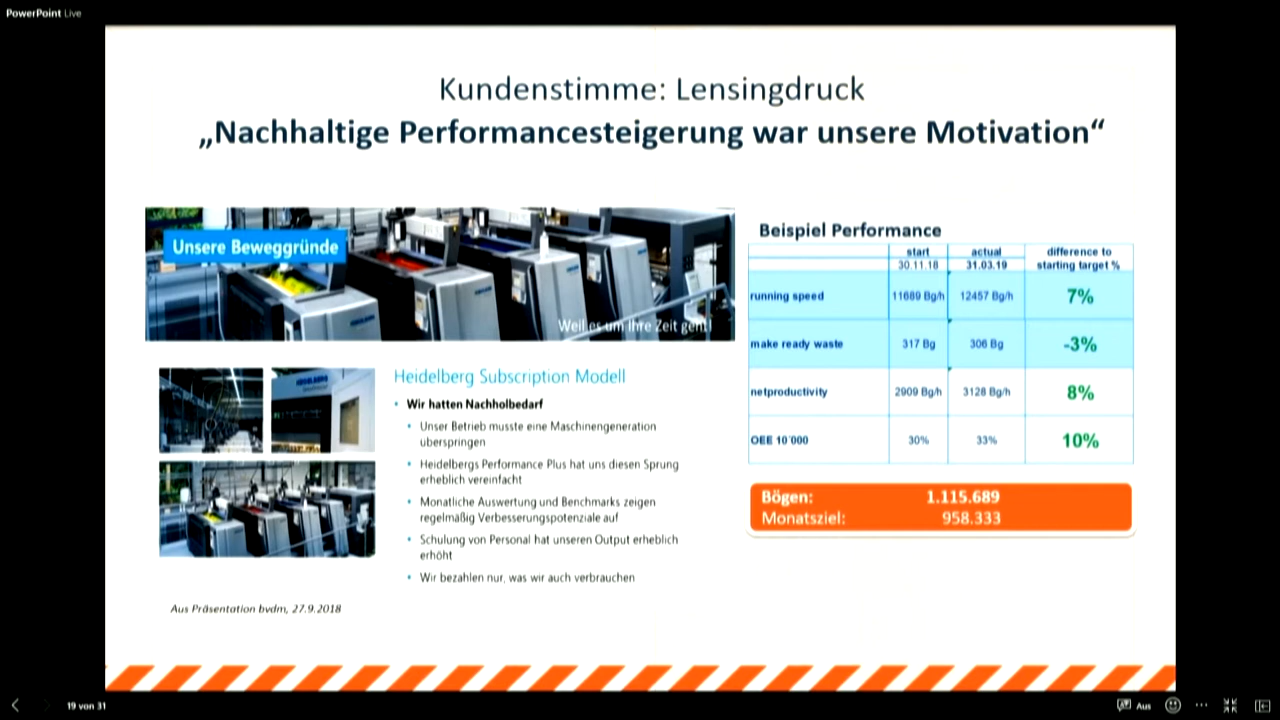 PowerPoint Live
Kundenstimme: Lensingdruck
„Nachhaltige Performancesteigerung war unsere Motivation“
Unsere Beweggründe
Weil es um Ihre Zeit geht!
Heidelberg Subscription Modell
• Wir hatten Nachholbedarf
• Unser Betrieb musste eine Maschinengeneration
überspringen
• Heidelbergs Performance Plus hat uns diesen Sprung
erheblich vereinfacht
• Monatliche Auswertung und Benchmarks zeigen
regelmäßig Verbesserungspotenziale auf
• Schulung von Personal hat unseren Output erheblich
erhöht
• Wir bezahlen nur, was wir auch verbrauchen
Aus Präsentation bvdm, 27.9.2018
Beispiel Performance
start actual difference to
30.11.18 31.03.19 starting target %
running speed 11689 Bg/h 12457 Bg/h 7%
make ready waste 317 Bg 306 Bg -3%
netproductivity 2909 Bg/h 3128 Bg/h 8%
OEE 10'000 30% 33% 10%
Bögen: 1.115.689
Monatsziel: 958.333
19 von 31
Aus